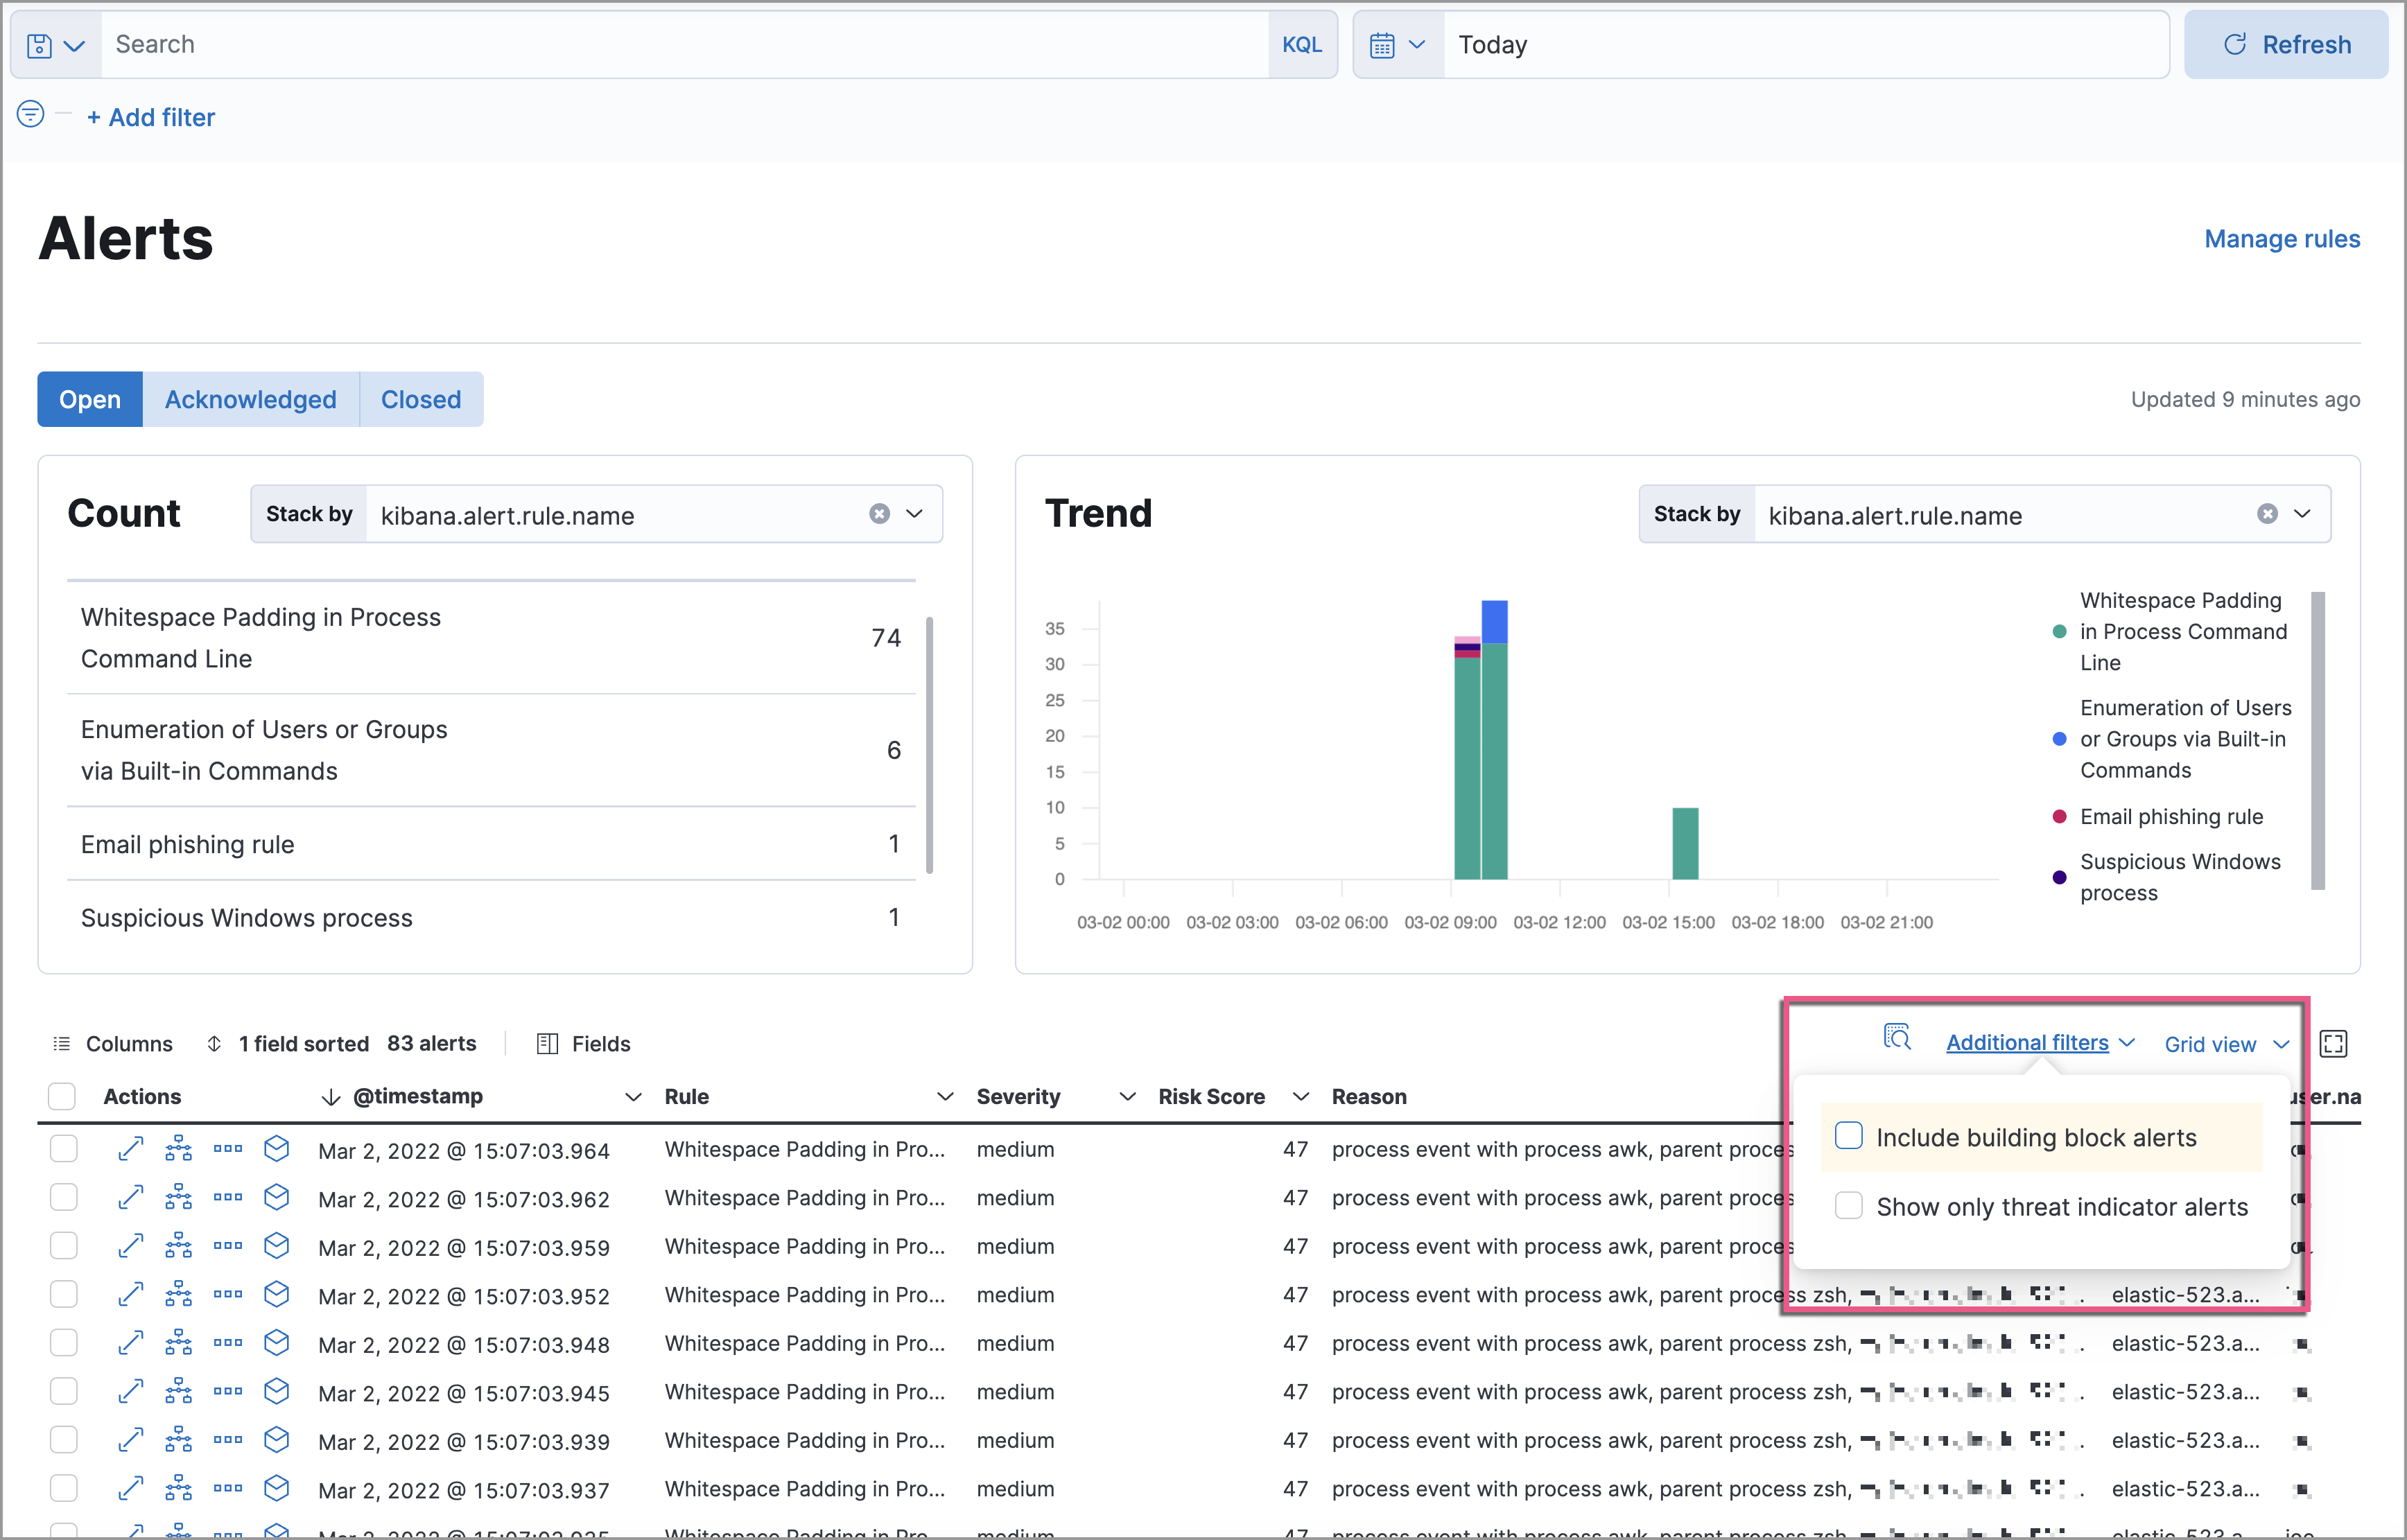 Search KQL Today Refresh
+ Add filter
Alerts
Manage rules
Open Acknowledged Closed
Updated 9 minutes ago
Count
Stack by kibana.alert.rule.name
Whitespace Padding in Process
Command Line
74
Enumeration of Users or Groups
via Built-in Commands
6
Email phishing rule 1
Suspicious Windows process 1
Trend
Stack by kibana.alert.rule.name
35
30
25
20
15
10
5
0
03-02 00:00 03-02 03:00 03-02 06:00 03-02 09:00 03-02 12:00 03-02 15:00 03-02 18:00 03-02 21:00
Whitespace Padding
in Process Command
Line
Enumeration of Users
or Groups via Built-in
Commands
Email phishing rule
Suspicious Windows
process
Columns 1 field sorted 83 alerts Fields
Additional filters Grid view
Actions @timestamp Rule Severity Risk Score Reason user.na
Include building block alerts
Show only threat indicator alerts
Mar 2, 2022 @ 15:07:03.964 Whitespace Padding in Pro... medium 47 process event with process awk, parent proces
Mar 2, 2022 @ 15:07:03.962 Whitespace Padding in Pro... medium 47 process event with process awk, parent proces
Mar 2, 2022 @ 15:07:03.959 Whitespace Padding in Pro... medium 47 process event with process awk, parent proces
Mar 2, 2022 @ 15:07:03.952 Whitespace Padding in Pro... medium 47 process event with process awk, parent process zsh, elastic-523.a...
Mar 2, 2022 @ 15:07:03.948 Whitespace Padding in Pro... medium 47 process event with process awk, parent process zsh, elastic-523.a...
Mar 2, 2022 @ 15:07:03.945 Whitespace Padding in Pro... medium 47 process event with process awk, parent process zsh, elastic-523.a...
Mar 2, 2022 @ 15:07:03.939 Whitespace Padding in Pro... medium 47 process event with process awk, parent process zsh, elastic-523.a...
Mar 2, 2022 @ 15:07:03.937 Whitespace Padding in Pro... medium 47 process event with process awk, parent process zsh, elastic-523.a...